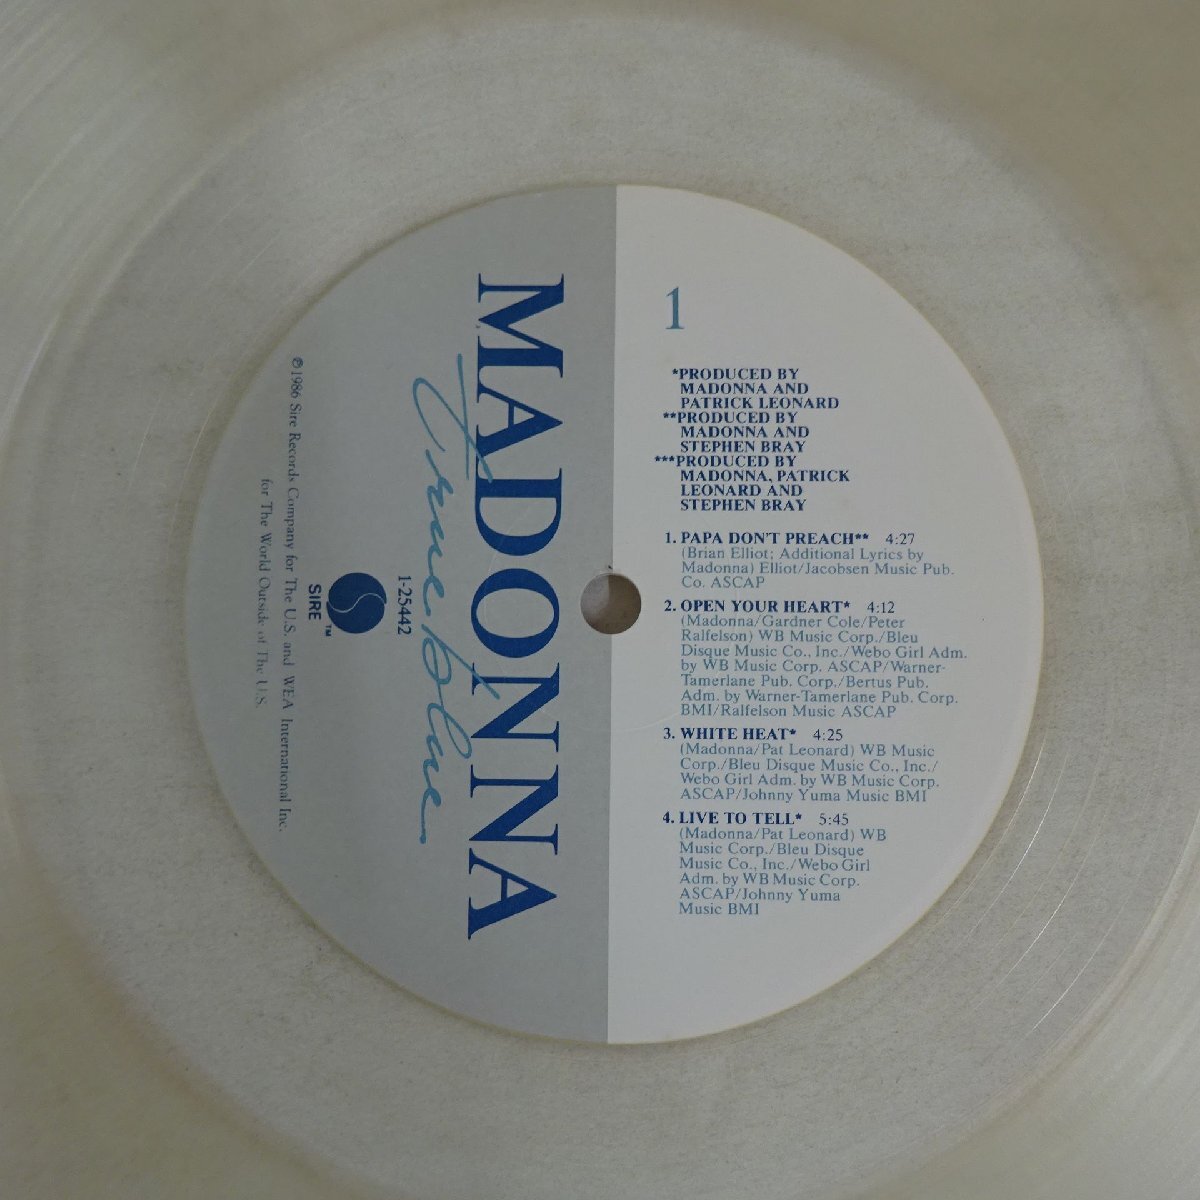 MADONNA
True blue
1-25442
SIRE
™
℗1986 Sire Records Company for The U.S. and WEA International Inc.
for The World Outside of The U.S.
1
*PRODUCED BY
MADONNA AND
PATRICK LEONARD
**PRODUCED BY
MADONNA AND
STEPHEN BRAY
***PRODUCED BY
MADONNA, PATRICK
LEONARD AND
STEPHEN BRAY
1. PAPA DON'T PREACH** 4:27
(Brian Elliot; Additional Lyrics by
Madonna) Elliot/Jacobsen Music Pub.
Co. ASCAP
2. OPEN YOUR HEART* 4:12
(Madonna/Gardner Cole/Peter
Ralfelson) WB Music Corp./Bleu
Disque Music Co., Inc./Webo Girl Adm.
by WB Music Corp. ASCAP/Warner-
Tamerlane Pub. Corp./Bertus Pub.
Adm. by Warner-Tamerlane Pub. Corp.
BMI/Ralfelson Music ASCAP
3. WHITE HEAT* 4:25
(Madonna/Pat Leonard) WB Music
Corp./Bleu Disque Music Co., Inc./
Webo Girl Adm. by WB Music Corp.
ASCAP/Johnny Yuma Music BMI
4. LIVE TO TELL* 5:45
(Madonna/Pat Leonard) WB
Music Corp./Bleu Disque
Music Co., Inc./Webo Girl
Adm. by WB Music Corp.
ASCAP/Johnny Yuma
Music BMI